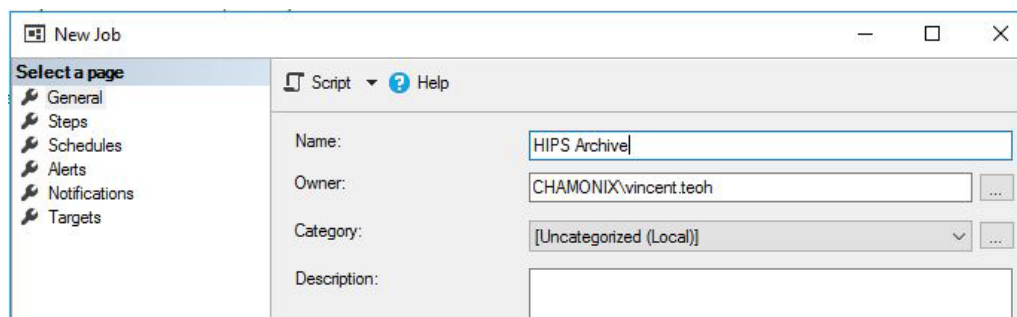 New Job
Select a page
General
Steps
Schedules
Alerts
Notifications
Targets
Script
Help
Name:
HIPS Archive
Owner:
CHAMONIX\vincent.teoh
...
Category:
[Uncategorized (Local)]
...
Description: